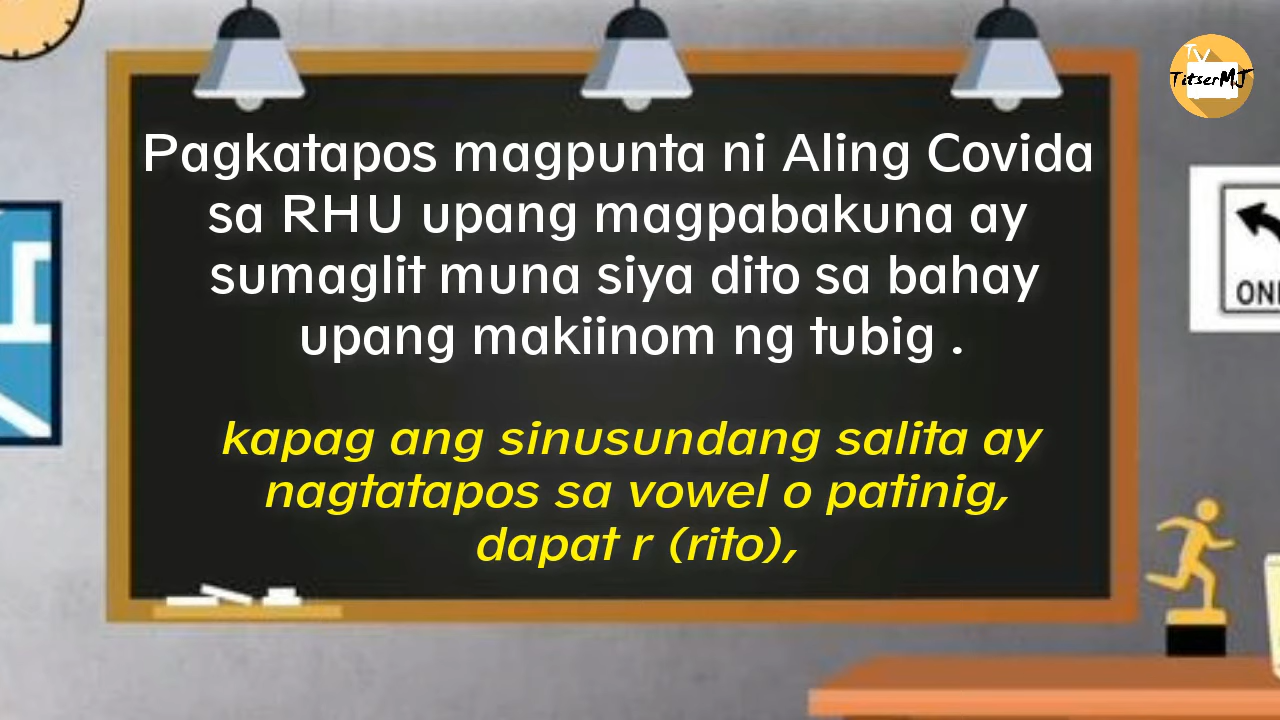 TV
TitserMJ
Pagkatapos magpunta ni Aling Covida
sa RHU upang magpabakuna ay
sumaglit muna siya dito sa bahay
upang makiinom ng tubig .
kapag ang sinusundang salita ay
nagtatapos sa vowel o patinig,
dapat r (rito),